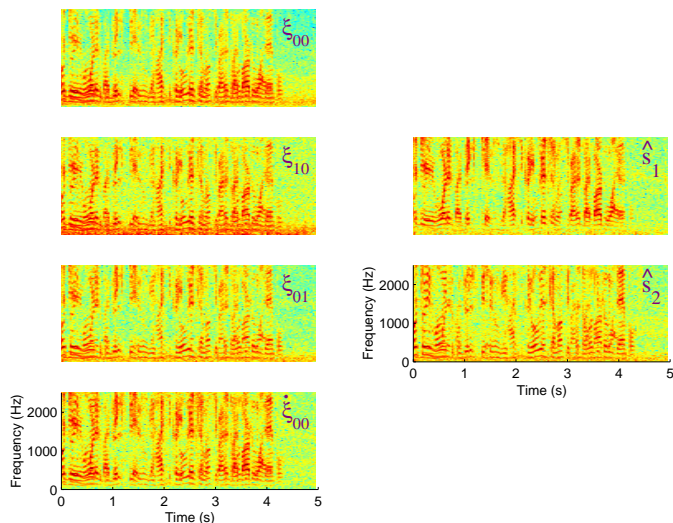 ξ₀₀
ξ₁₀
ŝ₁
ξ₀₁
2000
1000
0
Frequency (Hz)
ŝ₂
0 1 2 3 4 5
Time (s)
2000
1000
0
Frequency (Hz)
ξ̇₀₀
0 1 2 3 4 5
Time (s)